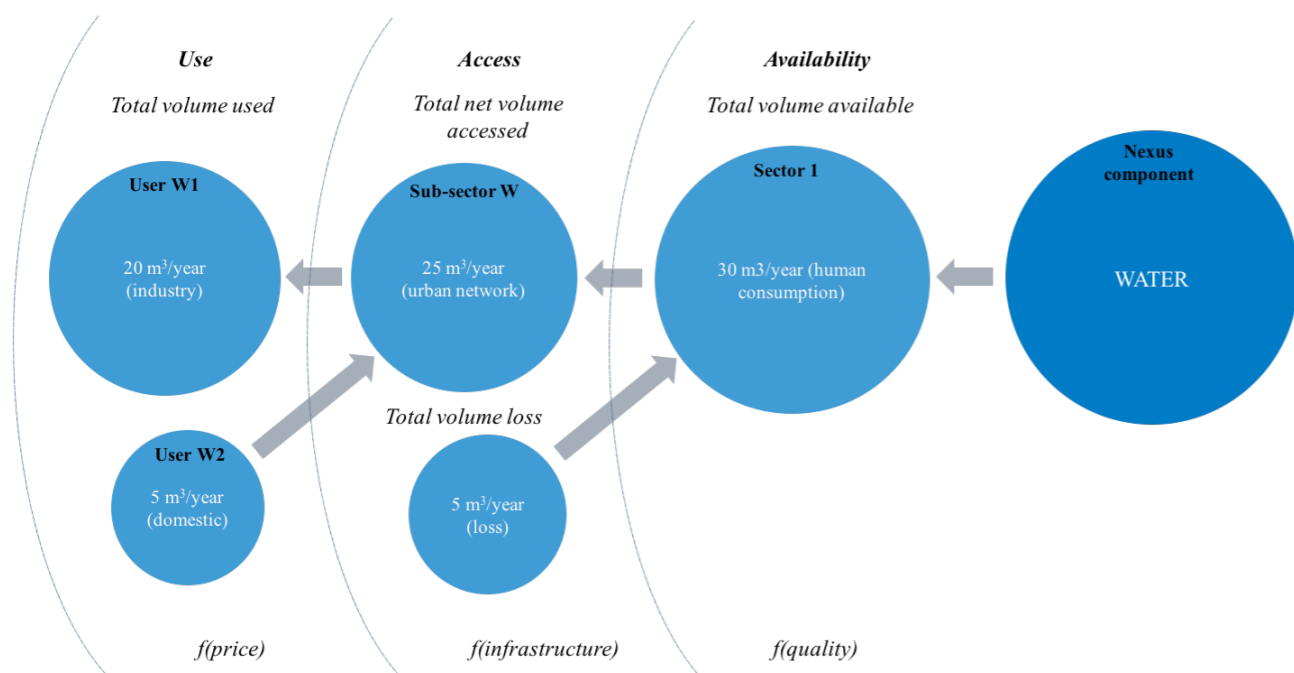 Use
Total volume used
User W1
20 m³/year
(industry)
User W2
5 m³/year
(domestic)
f(price)
Access
Total net volume
accessed
Sub-sector W
25 m³/year
(urban network)
Total volume loss
5 m³/year
(loss)
f(infrastructure)
Availability
Total volume available
Sector 1
30 m3/year (human
consumption)
f(quality)
Nexus
component
WATER